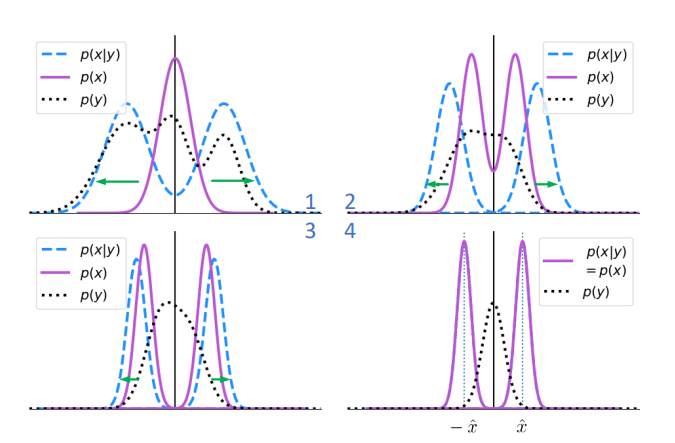 p(x|y)
p(x)
p(y)
1
p(x|y)
p(x)
p(y)
2
p(x|y)
p(x)
p(y)
3
4
p(x|y)
= p(x)
p(y)
− x̂
x̂